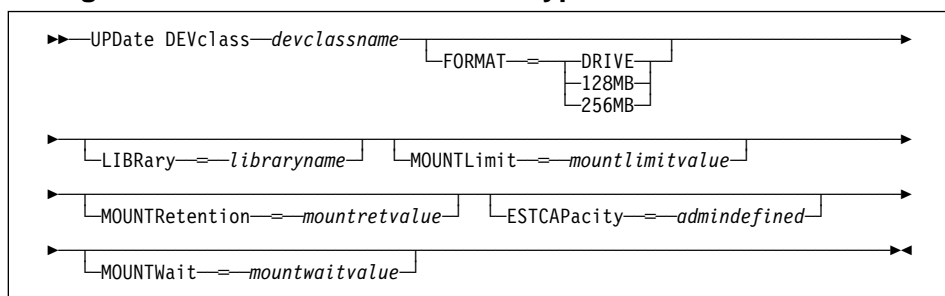 UPDate DEVclass devclassname
FORMAT = DRIVE
128MB
256MB
LIBRary = libraryname MOUNTLimit = mountlimitvalue
MOUNTRetention = mountretvalue ESTCAPacity = admindefined
MOUNTWait = mountwaitvalue